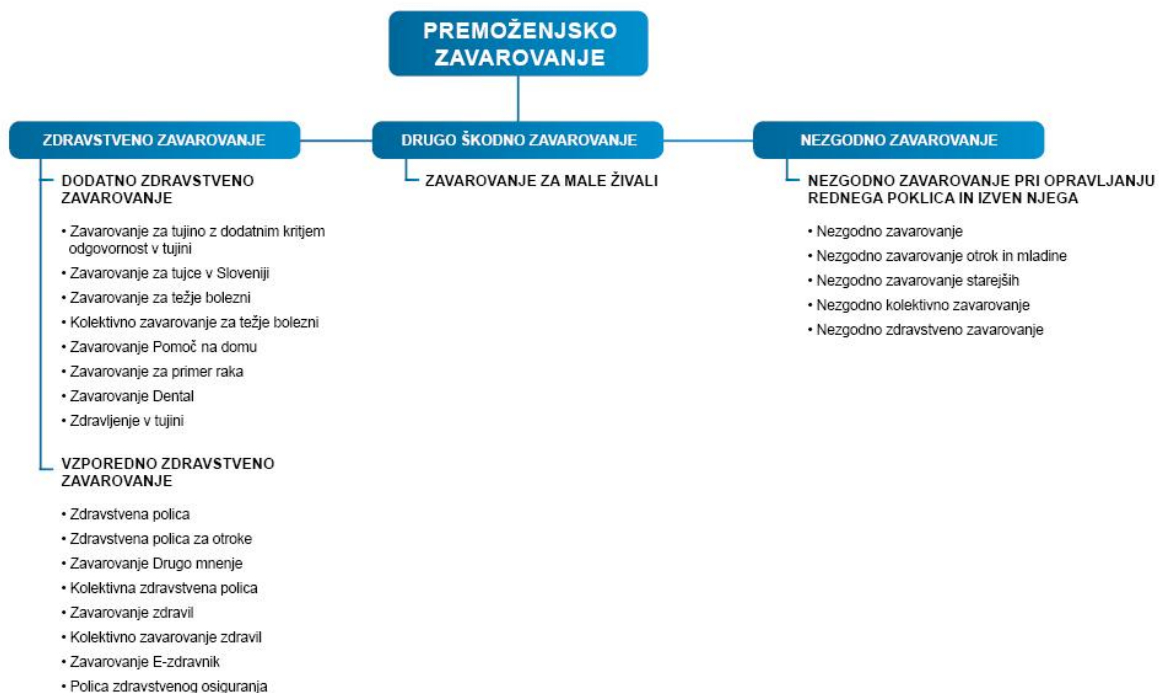 PREMOŽENJSKO
ZAVAROVANJE
ZDRAVSTVENO ZAVAROVANJE
DODATNO ZDRAVSTVENO
ZAVAROVANJE
• Zavarovanje za tujino z dodatnim kritjem
odgovornost v tujini
• Zavarovanje za tujce v Sloveniji
• Zavarovanje za težje bolezni
• Kolektivno zavarovanje za težje bolezni
• Zavarovanje Pomoč na domu
• Zavarovanje za primer raka
• Zavarovanje Dental
• Zdravljenje v tujini
VZPOREDNO ZDRAVSTVENO
ZAVAROVANJE
• Zdravstvena polica
• Zdravstvena polica za otroke
• Zavarovanje Drugo mnenje
• Kolektivna zdravstvena polica
• Zavarovanje zdravil
• Kolektivno zavarovanje zdravil
• Zavarovanje E-zdravnik
• Polica zdravstvenog osiguranja
DRUGO ŠKODNO ZAVAROVANJE
ZAVAROVANJE ZA MALE ŽIVALI
NEZGODNO ZAVAROVANJE
NEZGODNO ZAVAROVANJE PRI OPRAVLJANJU
REDNEGA POKLICA IN IZVEN NJEGA
• Nezgodno zavarovanje
• Nezgodno zavarovanje otrok in mladine
• Nezgodno zavarovanje starejših
• Nezgodno kolektivno zavarovanje
• Nezgodno zdravstveno zavarovanje